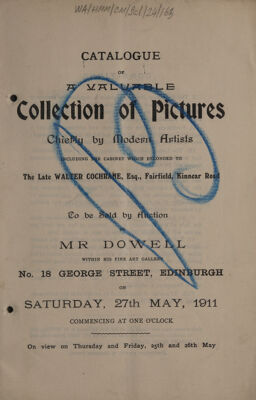 CATALOGUE
OF
A VALUABLE
Collection of Pictures
Chiefly by Modern Artists
INCLUDING THE CABINET WHICH BELONGED TO
The Late WALTER COCHRANE, Esq., Fairfield, Kinnear Road
To be Sold by Auction
MR DOWELL
WITHIN HIS FINE ART GALLERY
No. 18 GEORGE STREET, EDINBURGH
ON
SATURDAY, 27th MAY, 1911
COMMENCING AT ONE O'CLOCK
On view on Thursday and Friday, 25th and 26th May